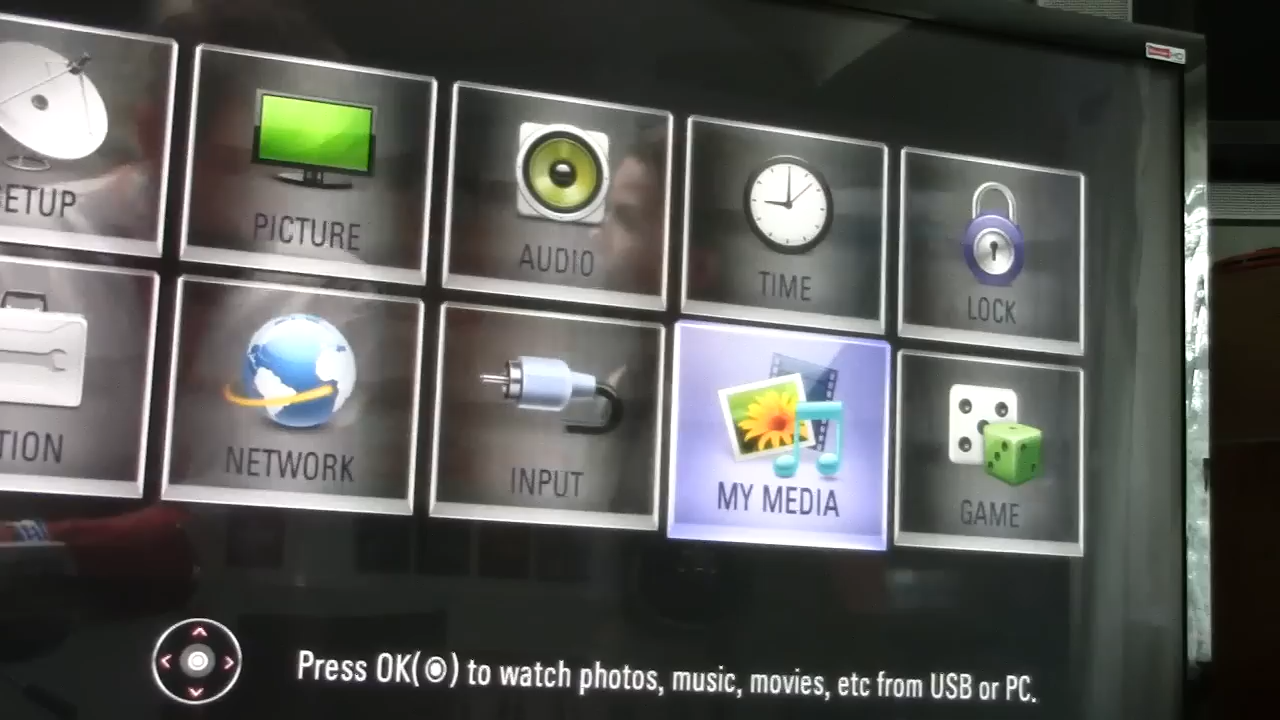 ETUP
PICTURE
AUDIO
TIME
LOCK
TION
NETWORK
INPUT
MY MEDIA
GAME
Press OK(◉) to watch photos, music, movies, etc from USB or PC.